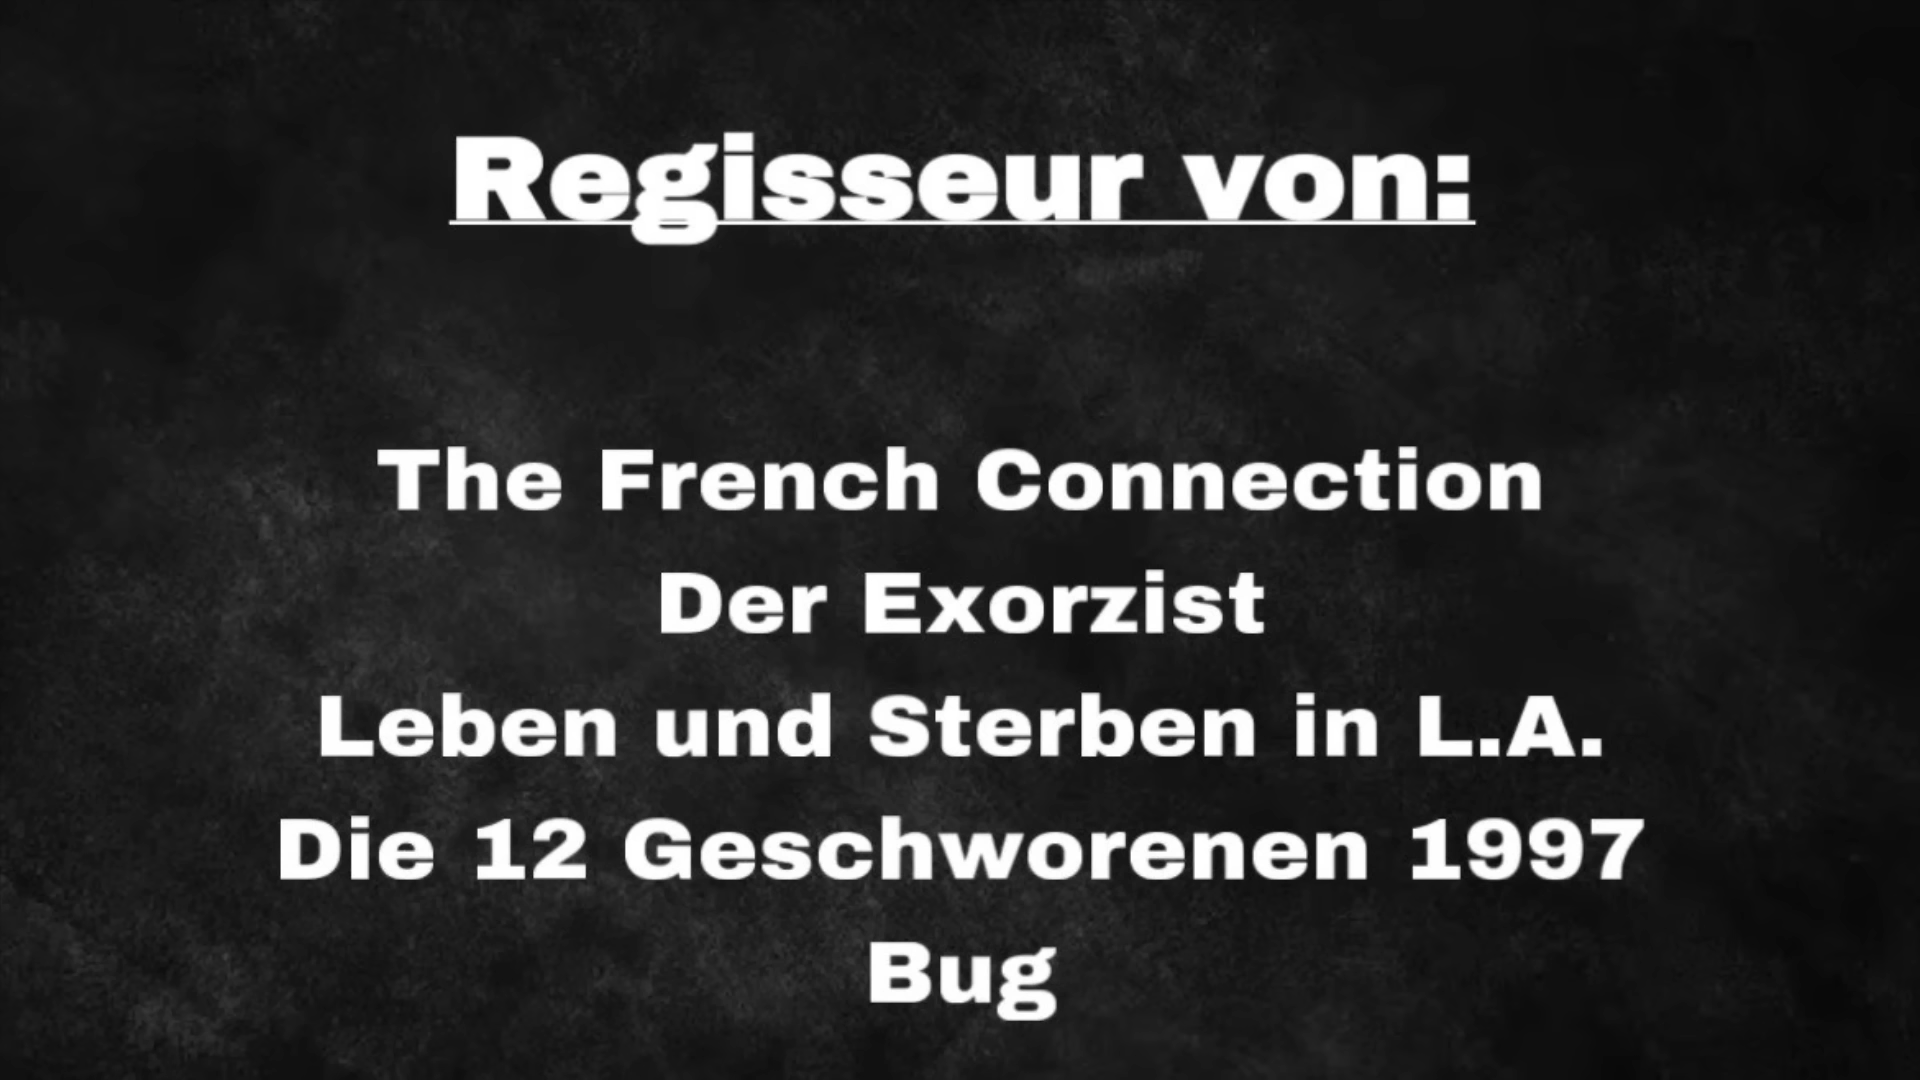 Regisseur von:
The French Connection
Der Exorzist
Leben und Sterben in L.A.
Die 12 Geschworenen 1997
Bug